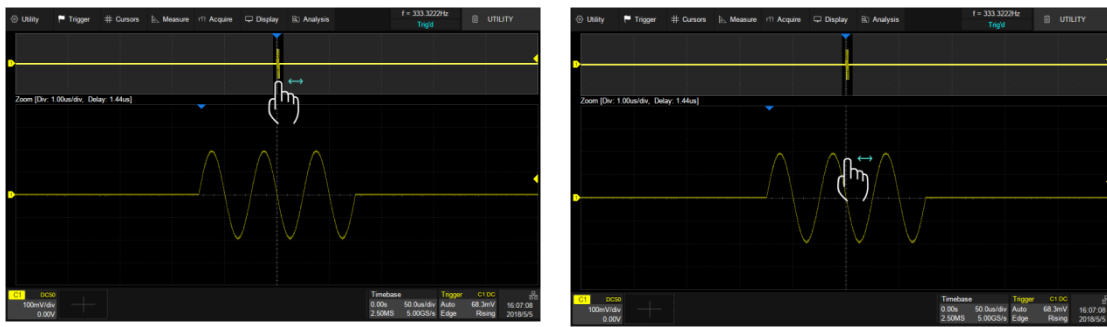 Utility Trigger Cursors Measure Acquire Display Analysis f = 333.3222Hz UTILITY
Trig'd
D
Zoom [Div: 1.00us/div, Delay: 1.44us]
D
C1 DC50 Timebase Trigger C1 DC
100mV/div 0.00s 50.0us/div Auto 68.3mV 16:07:08
0.00V 2.50MS 5.00GS/s Edge Rising 2018/5/5
Utility Trigger Cursors Measure Acquire Display Analysis f = 333.3222Hz UTILITY
Trig'd
D
Zoom [Div: 1.00us/div, Delay: 1.44us]
D
C1 DC50 Timebase Trigger C1 DC
100mV/div 0.00s 50.0us/div Auto 68.3mV 16:07:08
0.00V 2.50MS 5.00GS/s Edge Rising 2018/5/5